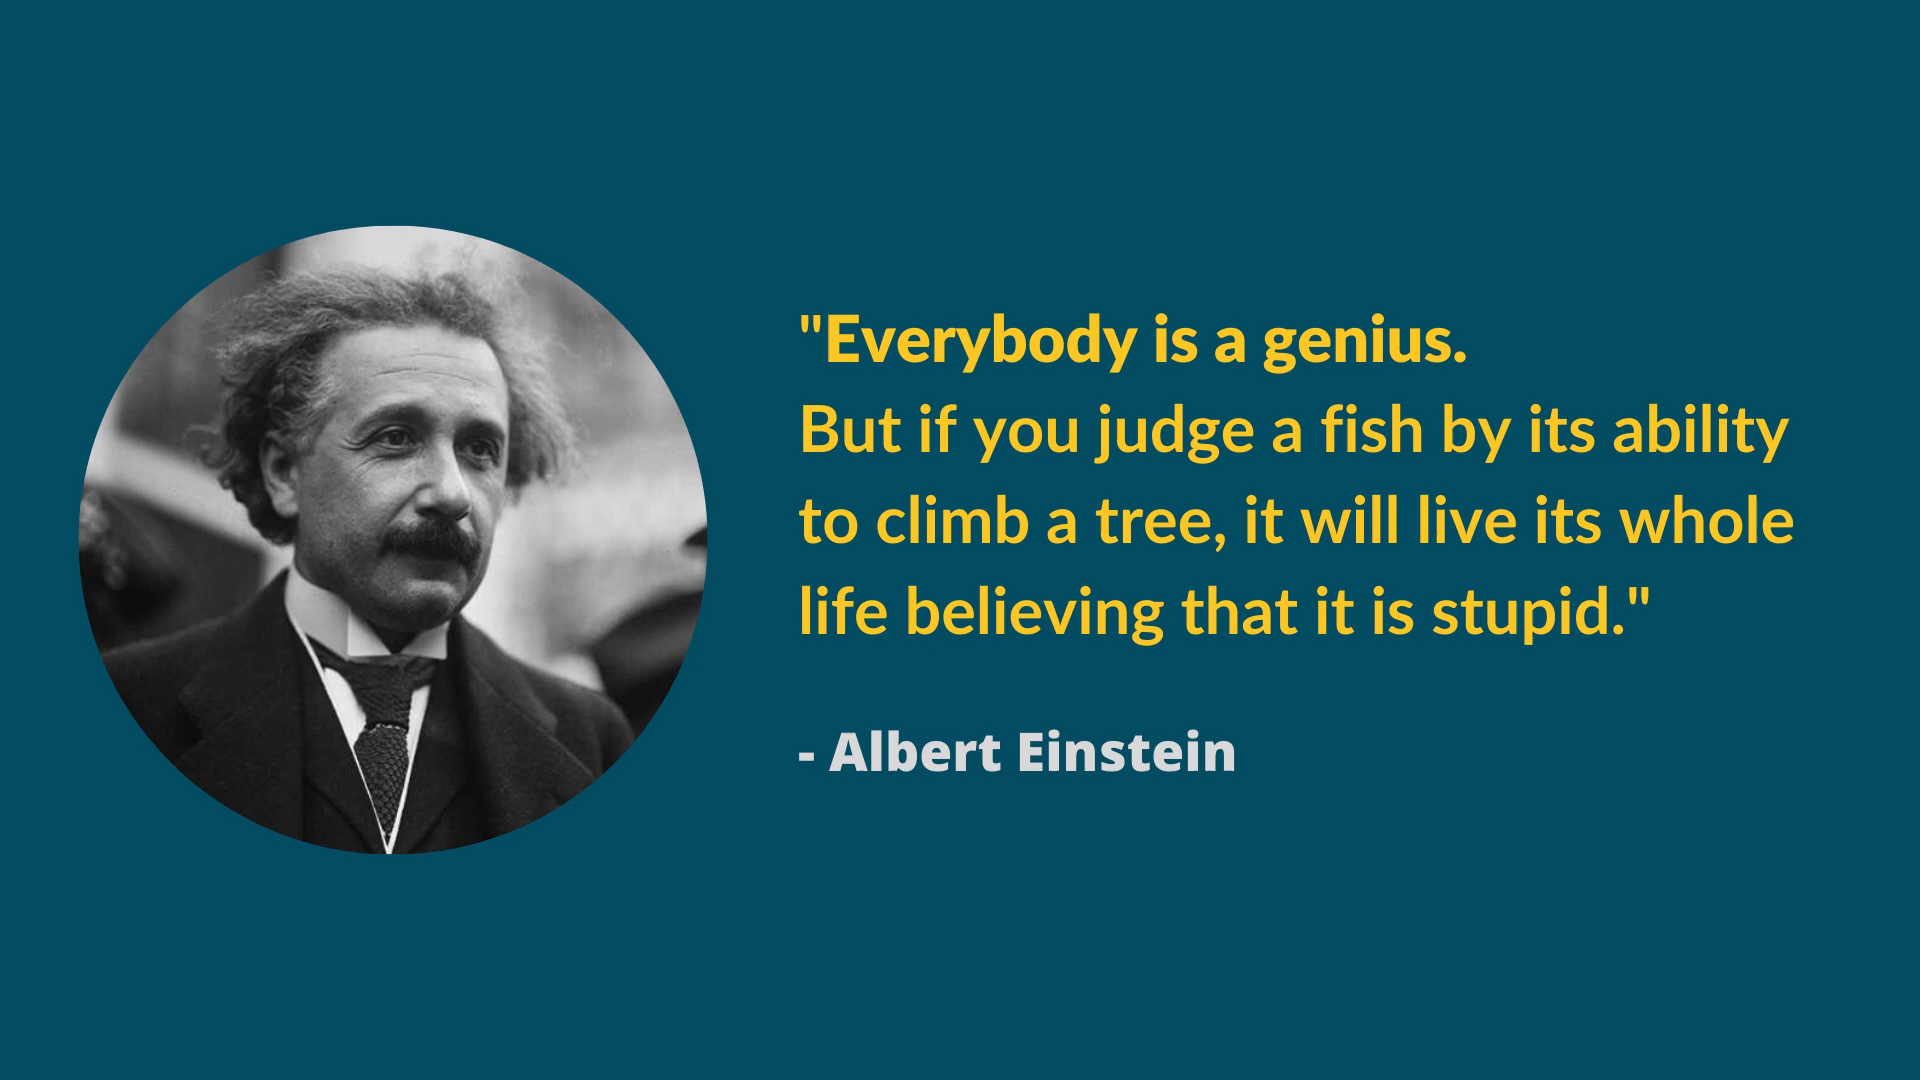 "Everybody is a genius.
But if you judge a fish by its ability
to climb a tree, it will live its whole
life believing that it is stupid."
- Albert Einstein